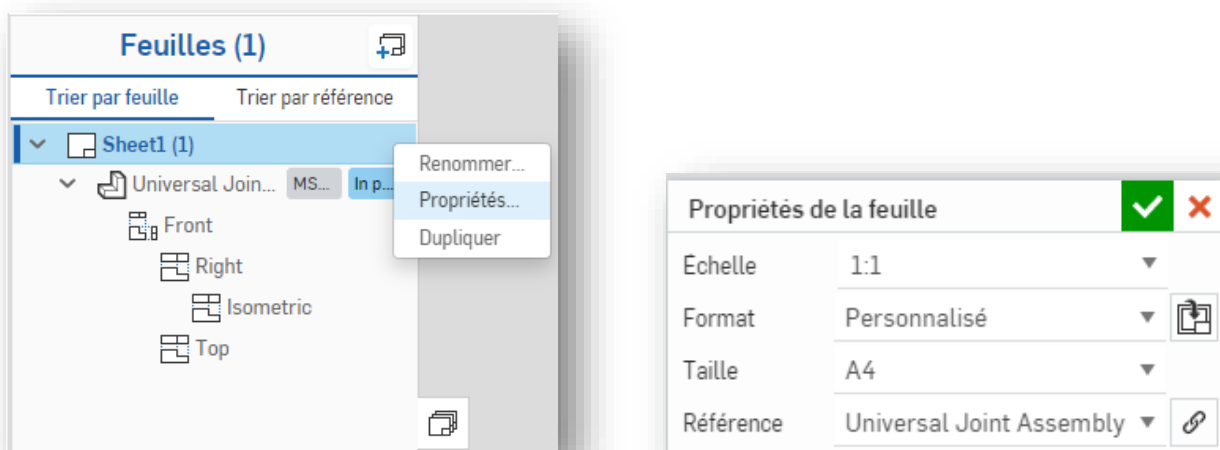 Feuilles (1)
Trier par feuille Trier par référence
Sheet1 (1)
Universal Join... MS... In p...
Front
Right
Isometric
Top
Renommer...
Propriétés...
Dupliquer
Propriétés de la feuille
Échelle 1:1
Format Personnalisé
Taille A4
Référence Universal Joint Assembly